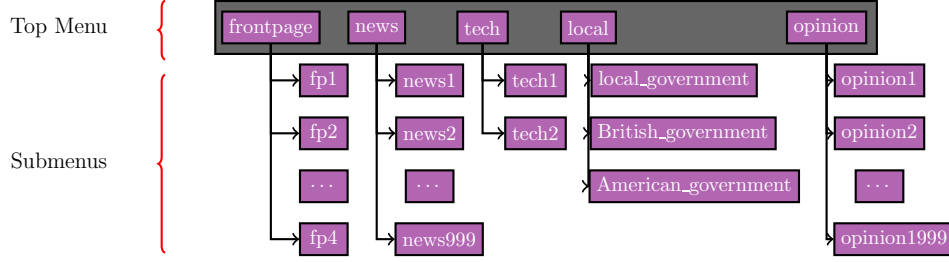 Top Menu
frontpage news tech local opinion
fp1 news1 tech1 local_government opinion1
fp2 news2 tech2 British_government opinion2
Submenus
... ... American_government ...
fp4 news999 opinion1999